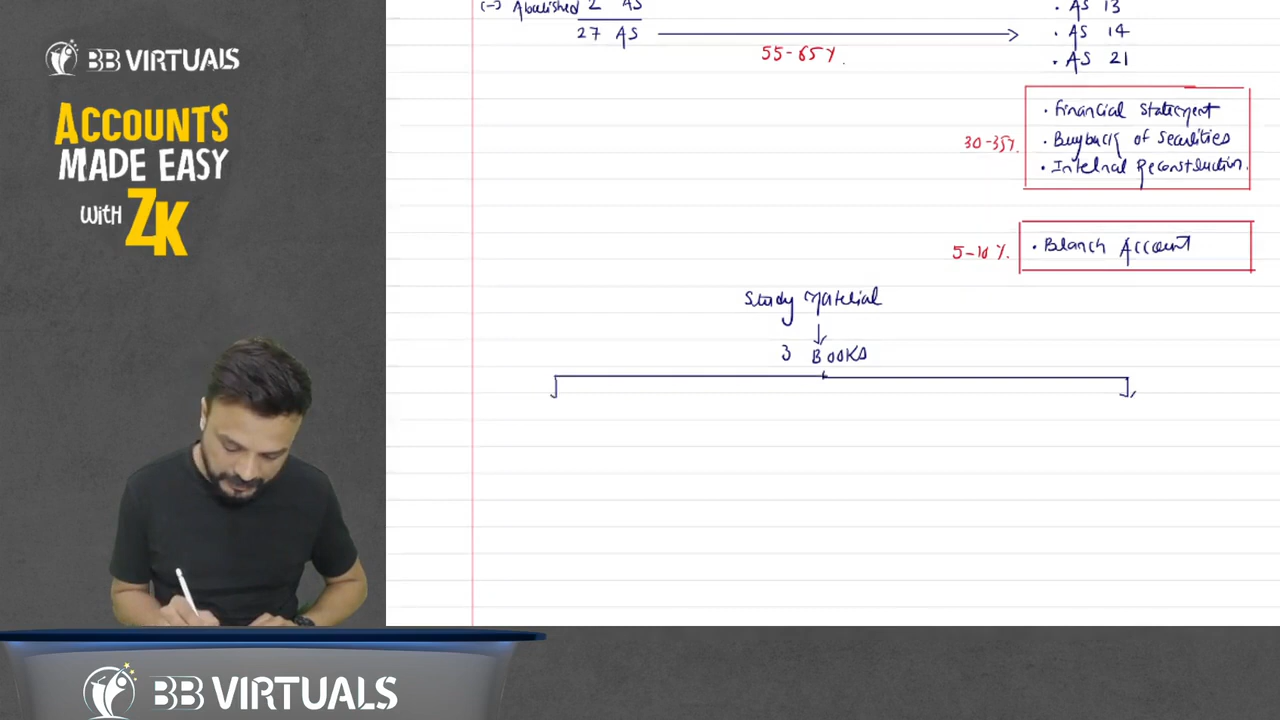 BB VIRTUALS
ACCOUNTS
MADE EASY
WITH ZK
(-) Abolished 2 AS
27 AS
55-65%.
. AS 13
. AS 14
. AS 21
30-35%.
. Financial Statement
. Buyback of Securities
. Internal Reconstruction.
5-10%.
. Branch Account
Study Material
3 BOOKS
BB VIRTUALS